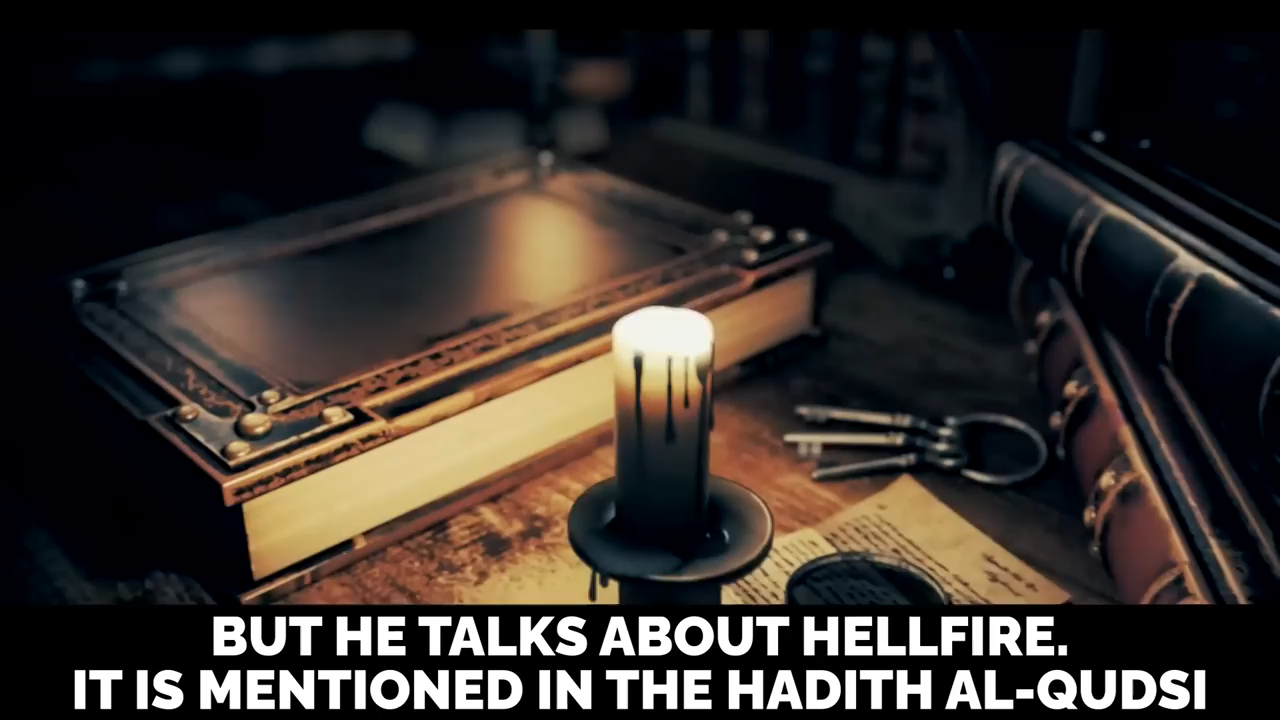 BUT HE TALKS ABOUT HELLFIRE.
IT IS MENTIONED IN THE HADITH AL-QUDSI